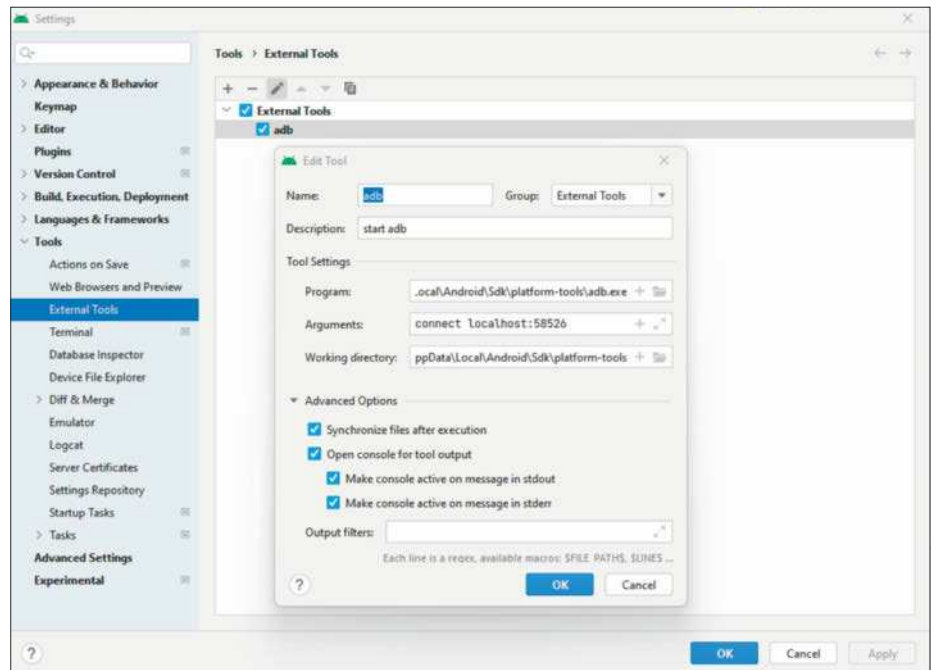 Settings
Tools › External Tools
Appearance & Behavior
Keymap
Editor
Plugins
Version Control
Build, Execution, Deployment
Languages & Frameworks
Tools
Actions on Save
Web Browsers and Preview
External Tools
Terminal
Database Inspector
Device File Explorer
Diff & Merge
Emulator
Logcat
Server Certificates
Settings Repository
Startup Tasks
Tasks
Advanced Settings
Experimental
External Tools
adb
Edit Tool
Name: adb Group: External Tools
Description: start adb
Tool Settings
Program: .ocal\Android\Sdk\platform-tools\adb.exe
Arguments: connect localhost:58526
Working directory: ppData\Local\Android\Sdk\platform-tools
Advanced Options
Synchronize files after execution
Open console for tool output
Make console active on message in stdout
Make console active on message in stderr
Output filters:
Each line is a regex, available macros: $FILE_PATH$, $LINE$ ...
? OK Cancel
? OK Cancel Apply